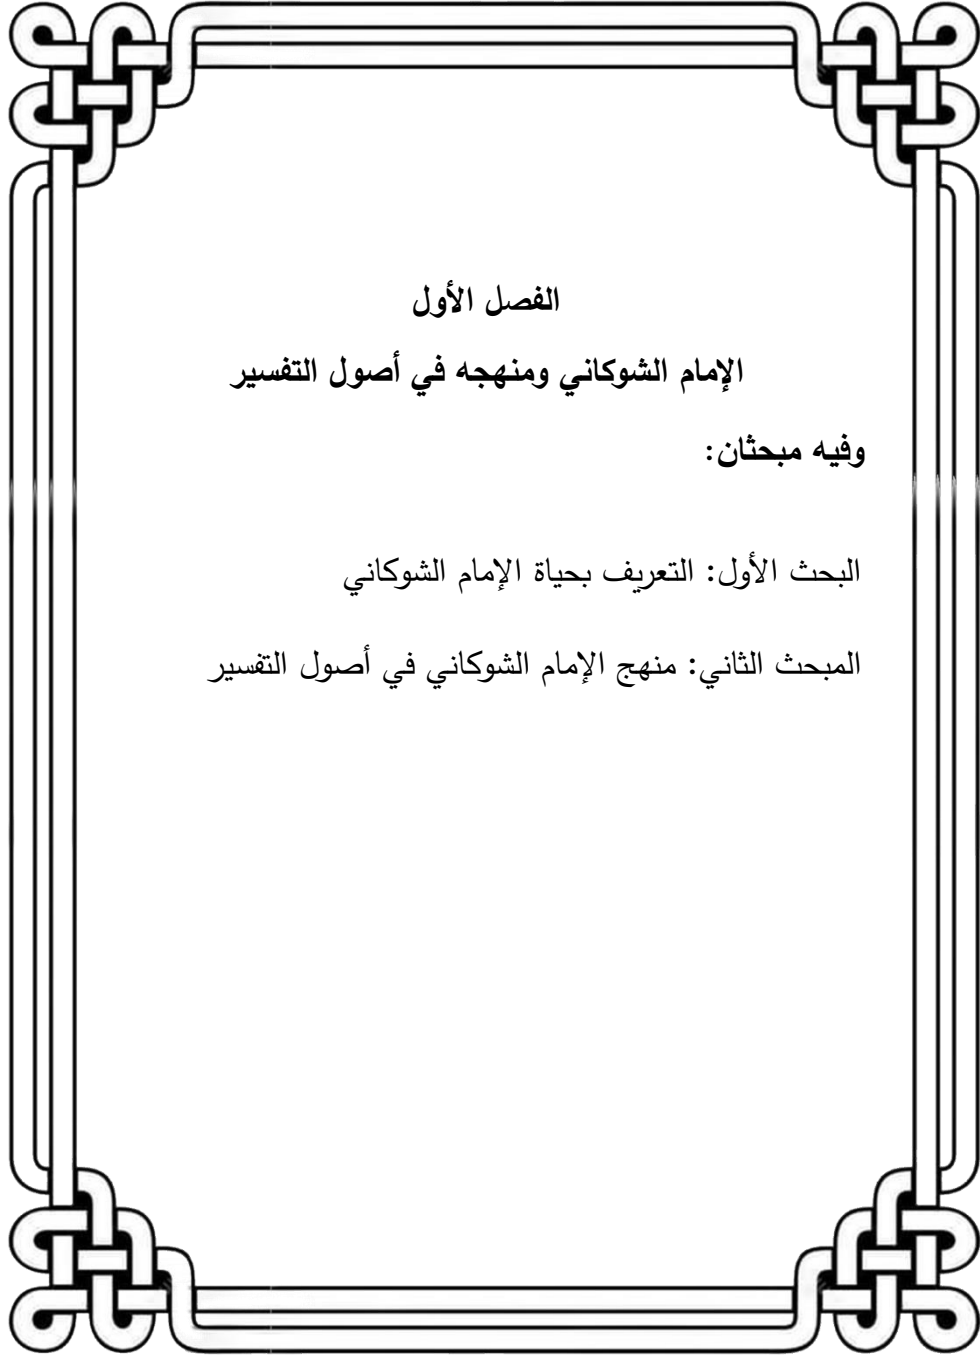 الفصل الأول
الإمام الشوكاني ومنهجه في أصول التفسير
وفيه مبحثان:
البحث الأول: التعريف بحياة الإمام الشوكاني
المبحث الثاني: منهج الإمام الشوكاني في أصول التفسير